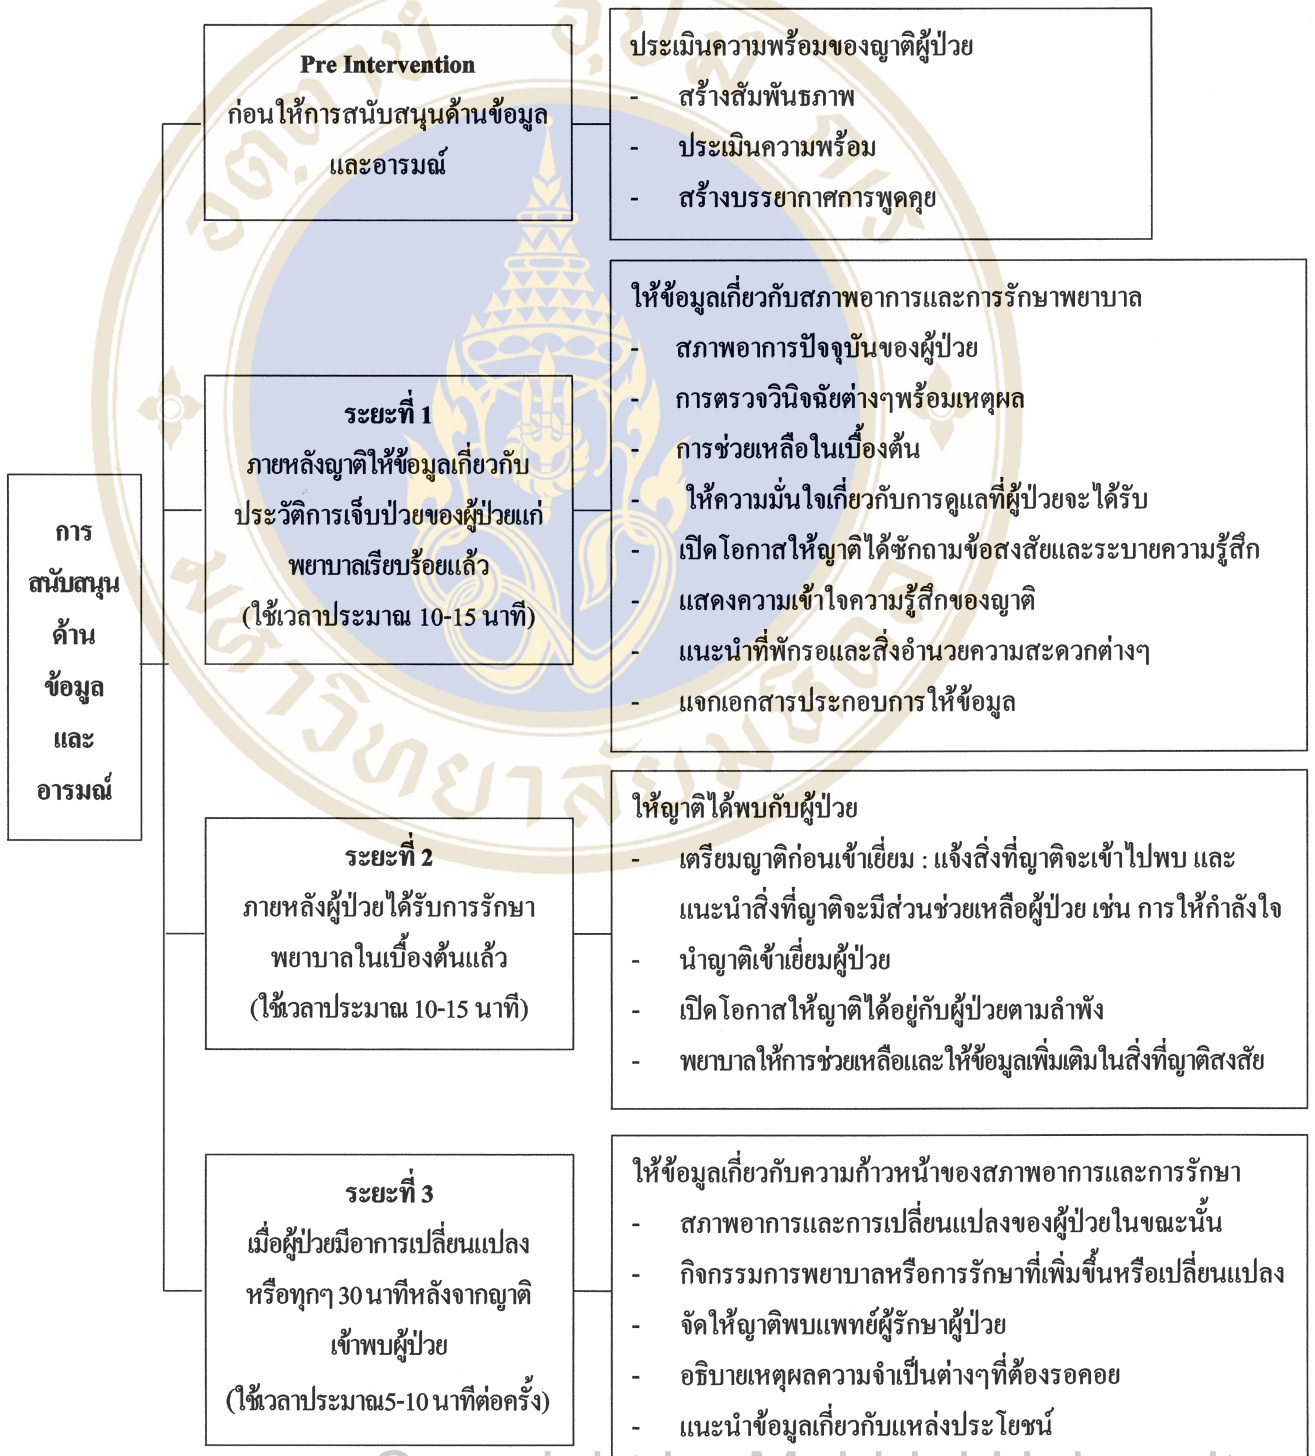 การ
สนับสนุน
ด้าน
ข้อมูล
และ
อารมณ์
Pre Intervention
ก่อนให้การสนับสนุนด้านข้อมูล
และอารมณ์
ประเมินความพร้อมของญาติผู้ป่วย
- สร้างสัมพันธภาพ
- ประเมินความพร้อม
- สร้างบรรยากาศการพูดคุย
ระยะที่ 1
ภายหลังญาติให้ข้อมูลเกี่ยวกับ
ประวัติการเจ็บป่วยของผู้ป่วยแก่
พยาบาลเรียบร้อยแล้ว
(ใช้เวลาประมาณ 10-15 นาที)
ให้ข้อมูลเกี่ยวกับสภาพอาการและการรักษาพยาบาล
- สภาพอาการปัจจุบันของผู้ป่วย
- การตรวจวินิจฉัยต่างๆพร้อมเหตุผล
- การช่วยเหลือในเบื้องต้น
- ให้ความมั่นใจเกี่ยวกับการดูแลที่ผู้ป่วยจะได้รับ
- เปิดโอกาสให้ญาติได้ซักถามข้อสงสัยและระบายความรู้สึก
- แสดงความเข้าใจความรู้สึกของญาติ
- แนะนำที่พักรอและสิ่งอำนวยความสะดวกต่างๆ
- แจกเอกสารประกอบการให้ข้อมูล
ระยะที่ 2
ภายหลังผู้ป่วยได้รับการรักษา
พยาบาลในเบื้องต้นแล้ว
(ใช้เวลาประมาณ 10-15 นาที)
ให้ญาติได้พบกับผู้ป่วย
- เตรียมญาติก่อนเข้าเยี่ยม : แจ้งสิ่งที่ญาติจะเข้าไปพบ และ
แนะนำสิ่งที่ญาติจะมีส่วนช่วยเหลือผู้ป่วย เช่น การให้กำลังใจ
- นำญาติเข้าเยี่ยมผู้ป่วย
- เปิดโอกาสให้ญาติได้อยู่กับผู้ป่วยตามลำพัง
- พยาบาลให้การช่วยเหลือและให้ข้อมูลเพิ่มเติมในสิ่งที่ญาติสงสัย
ระยะที่ 3
เมื่อผู้ป่วยมีอาการเปลี่ยนแปลง
หรือทุกๆ 30 นาทีหลังจากญาติ
เข้าพบผู้ป่วย
(ใช้เวลาประมาณ5-10 นาทีต่อครั้ง)
ให้ข้อมูลเกี่ยวกับความก้าวหน้าของสภาพอาการและการรักษา
- สภาพอาการและการเปลี่ยนแปลงของผู้ป่วยในขณะนั้น
- กิจกรรมการพยาบาลหรือการรักษาที่เพิ่มขึ้นหรือเปลี่ยนแปลง
- จัดให้ญาติพบแพทย์ผู้รักษาผู้ป่วย
- อธิบายเหตุผลความจำเป็นต่างๆที่ต้องรอคอย
- แนะนำข้อมูลเกี่ยวกับแหล่งประโยชน์
อตฺตานํ อุปมํ กเร
มหาวิทยาลัยมหิดล